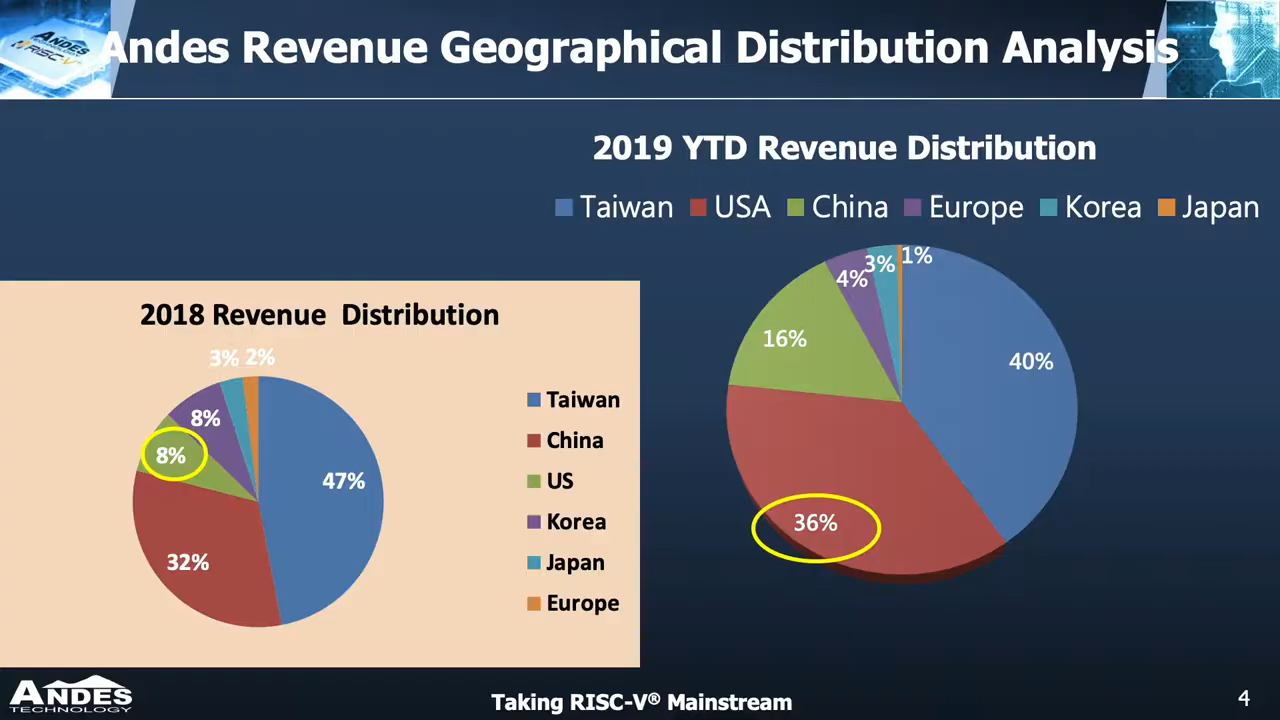 Andes Revenue Geographical Distribution Analysis
ANDES
RISC-V
2019 YTD Revenue Distribution
Taiwan USA China Europe Korea Japan
1%
3%
4%
16%
40%
36%
2018 Revenue Distribution
3% 2%
8%
8%
47%
32%
Taiwan
China
US
Korea
Japan
Europe
ANDES
TECHNOLOGY
Taking RISC-V® Mainstream
4